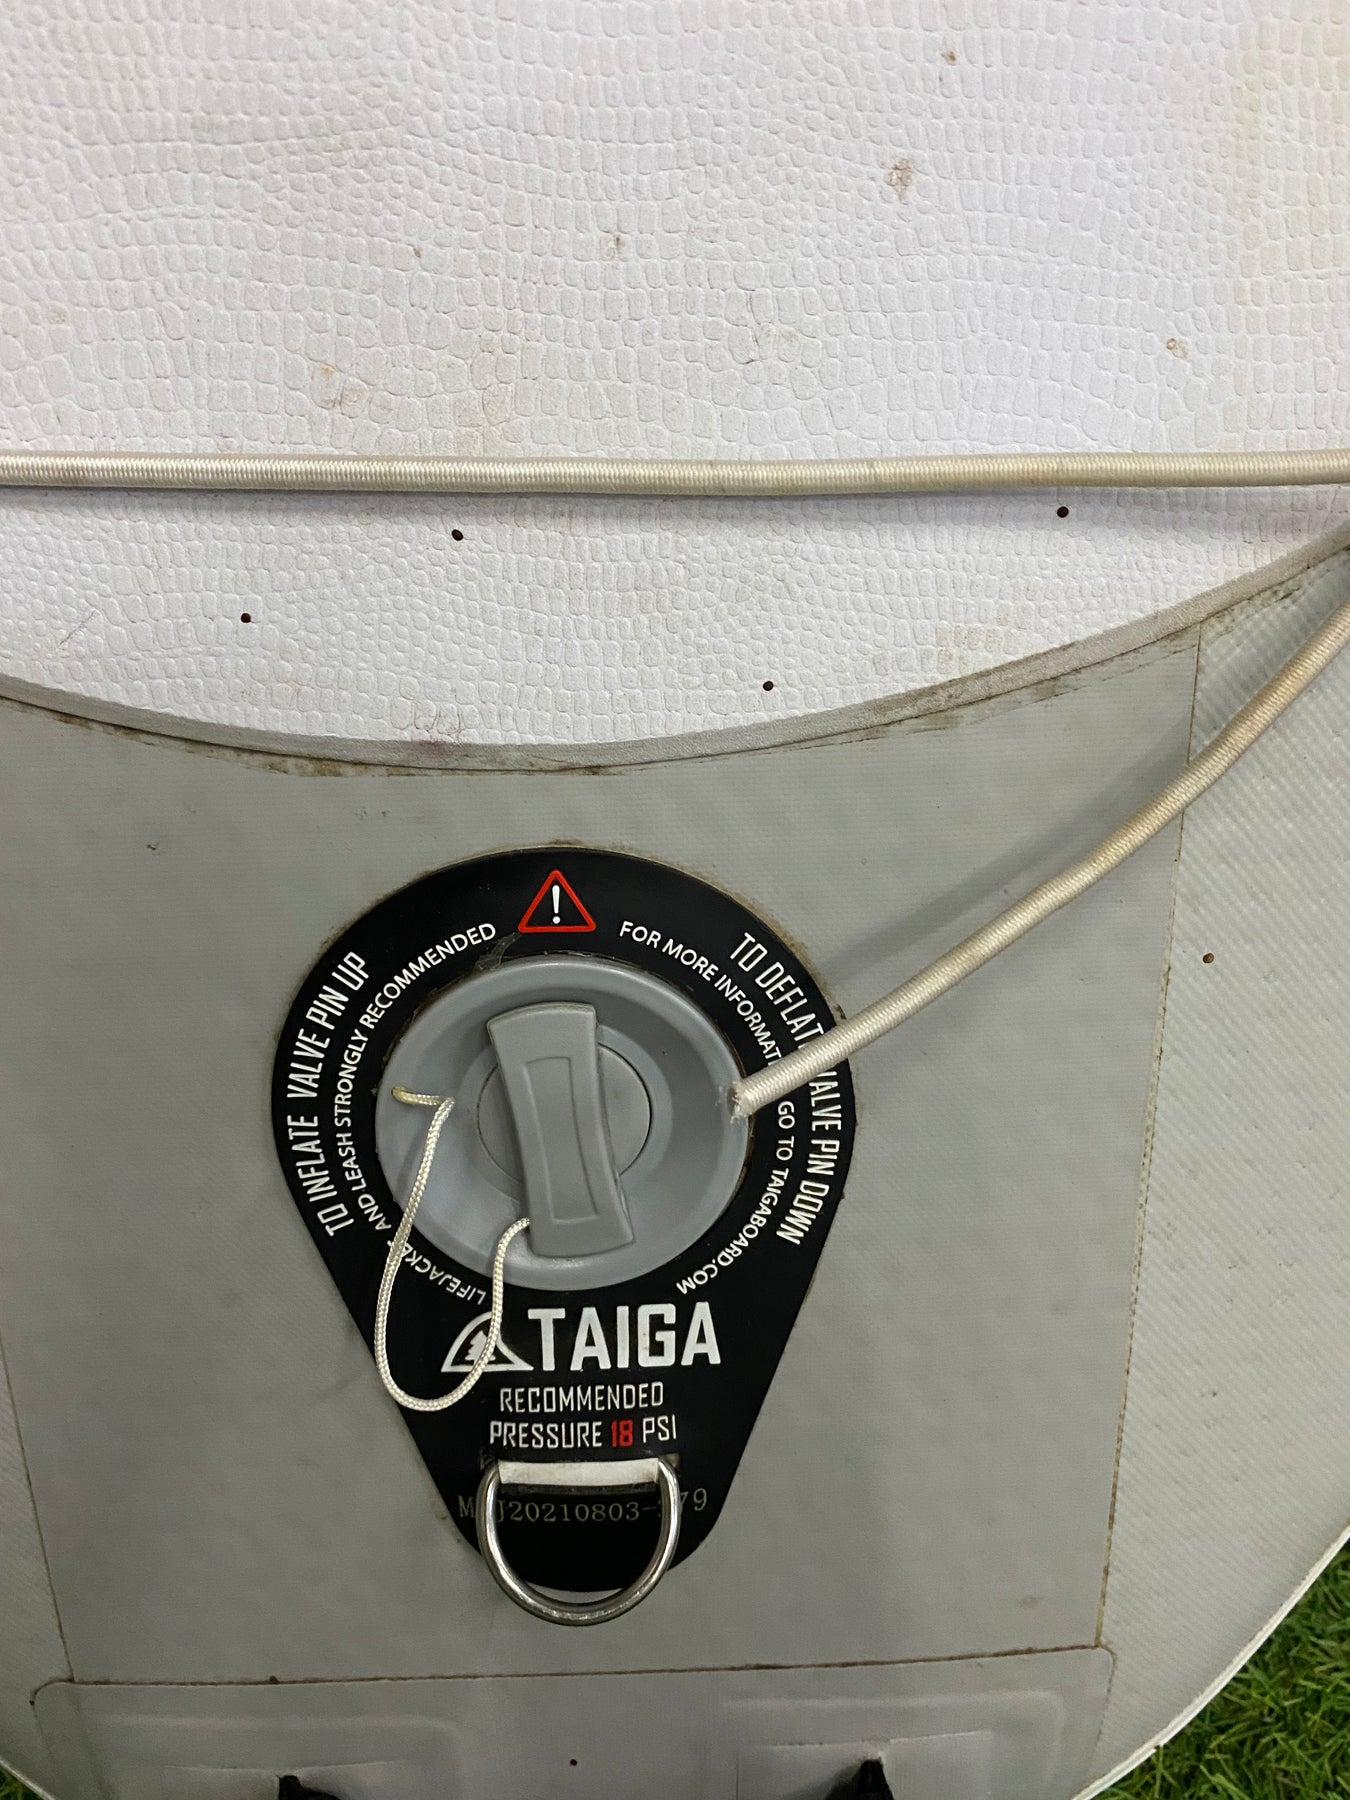 TO INFLATE VALVE PIN UP
LIFEJACKET AND LEASH STRONGLY RECOMMENDED
!
FOR MORE INFORMAT GO TO TAIGABOARD.COM
TO DEFLAT VALVE PIN DOWN
TAIGA
RECOMMENDED
PRESSURE 18 PSI